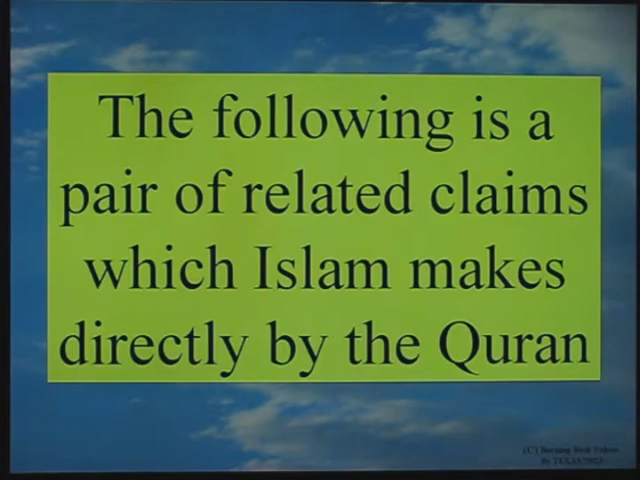 The following is a
pair of related claims
which Islam makes
directly by the Quran